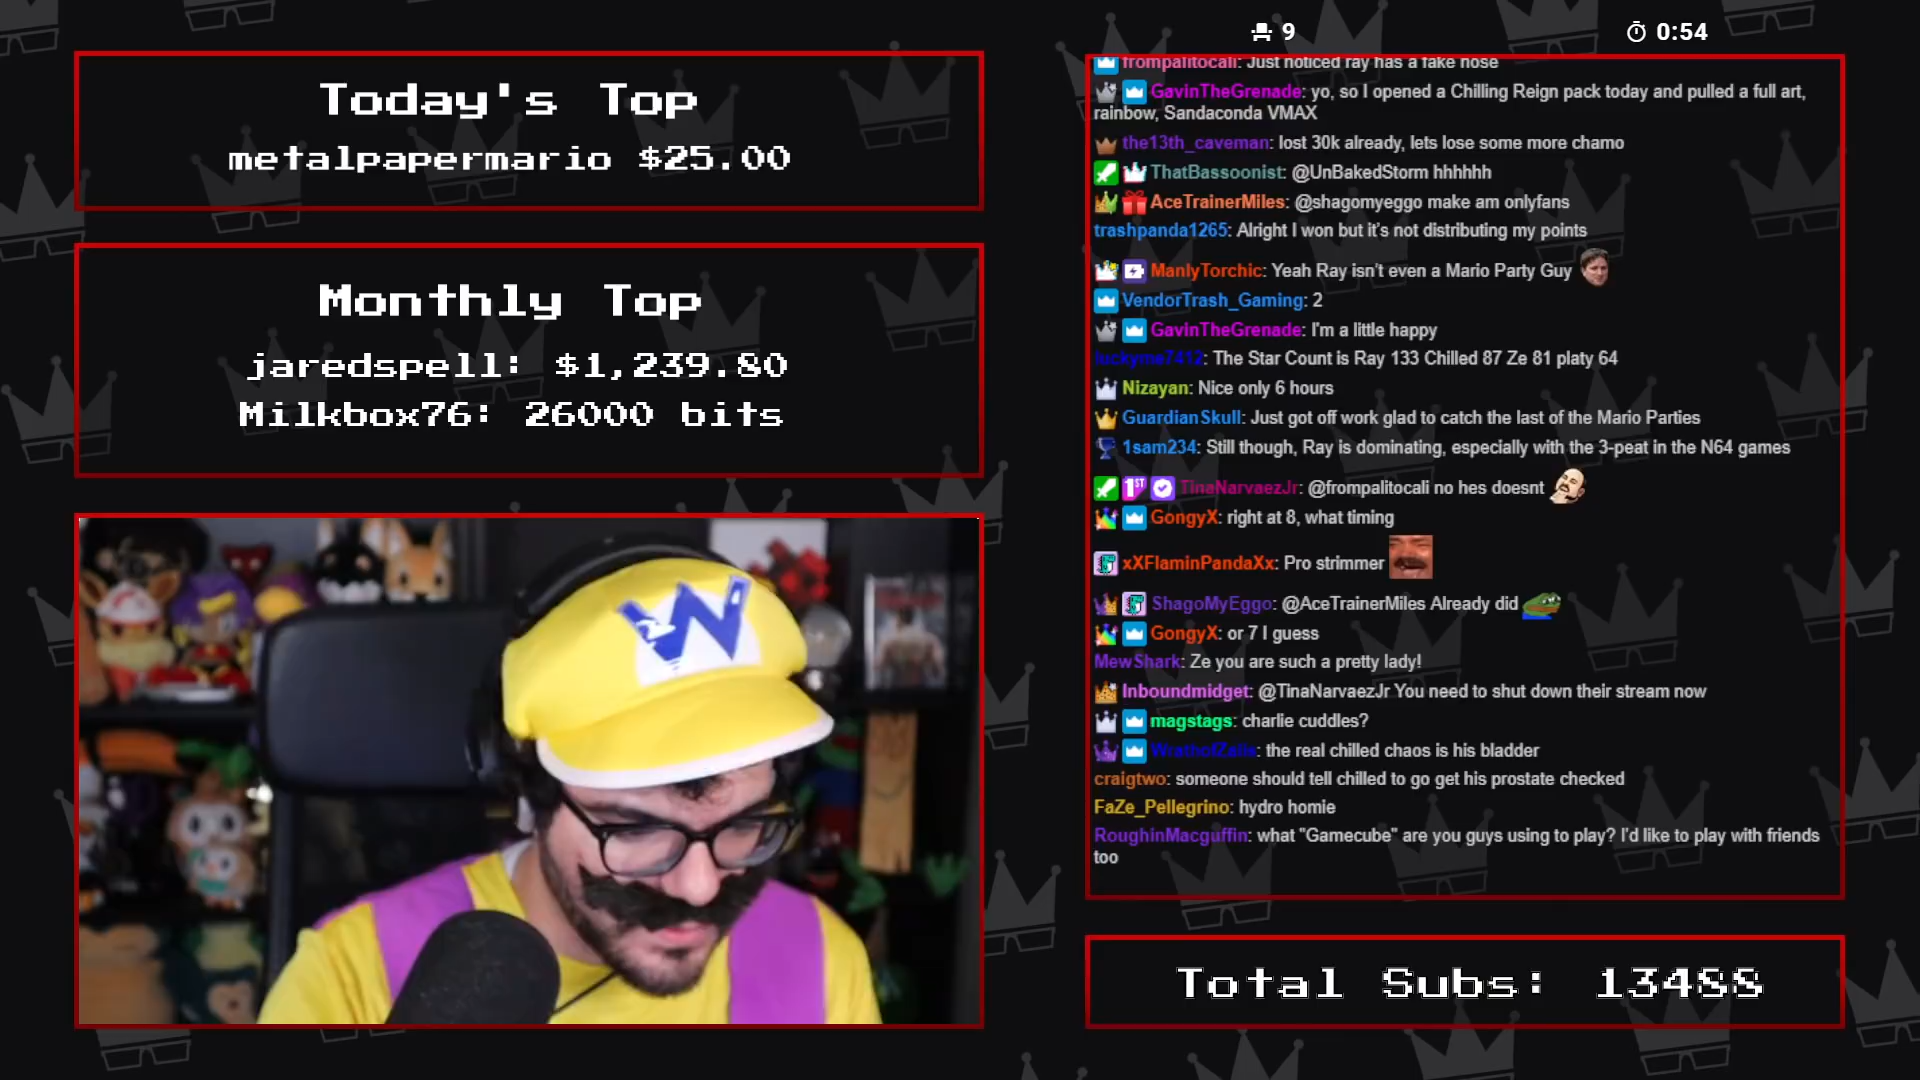 9
0:54
Today's Top
metalpapermario $25.00
Monthly Top
jaredspell: $1,239.80
Milkbox76: 26000 bits
W
frompalitocali: Just noticed ray has a fake nose
GavinTheGrenade: yo, so I opened a Chilling Reign pack today and pulled a full art,
rainbow, Sandaconda VMAX
the13th_caveman: lost 30k already, lets lose some more chamo
ThatBassoonist: @UnBakedStorm hhhhhh
AceTrainerMiles: @shagomyeggo make am onlyfans
trashpanda1265: Alright I won but it's not distributing my points
ManlyTorchic: Yeah Ray isn't even a Mario Party Guy
VendorTrash_Gaming: 2
GavinTheGrenade: I'm a little happy
luckyme7412: The Star Count is Ray 133 Chilled 87 Ze 81 platy 64
Nizayan: Nice only 6 hours
GuardianSkull: Just got off work glad to catch the last of the Mario Parties
1sam234: Still though, Ray is dominating, especially with the 3-peat in the N64 games
1ST TinaNarvaezJr: @frompalitocali no hes doesnt
GongyX: right at 8, what timing
xXFlaminPandaXx: Pro strimmer
ShagoMyEggo: @AceTrainerMiles Already did
GongyX: or 7 I guess
MewShark: Ze you are such a pretty lady!
Inboundmidget: @TinaNarvaezJr You need to shut down their stream now
magstags: charlie cuddles?
WrathofZails: the real chilled chaos is his bladder
craigtwo: someone should tell chilled to go get his prostate checked
FaZe_Pellegrino: hydro homie
RoughinMacguffin: what "Gamecube" are you guys using to play? I'd like to play with friends
too
Total Subs: 13488